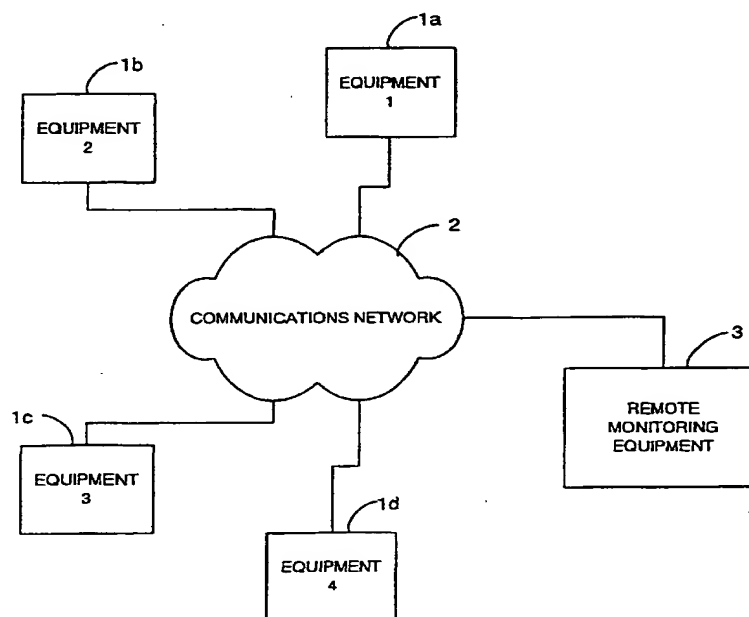 1a
EQUIPMENT
1
1b
EQUIPMENT
2
2
COMMUNICATIONS NETWORK
3
REMOTE
MONITORING
EQUIPMENT
1c
EQUIPMENT
3
1d
EQUIPMENT
4